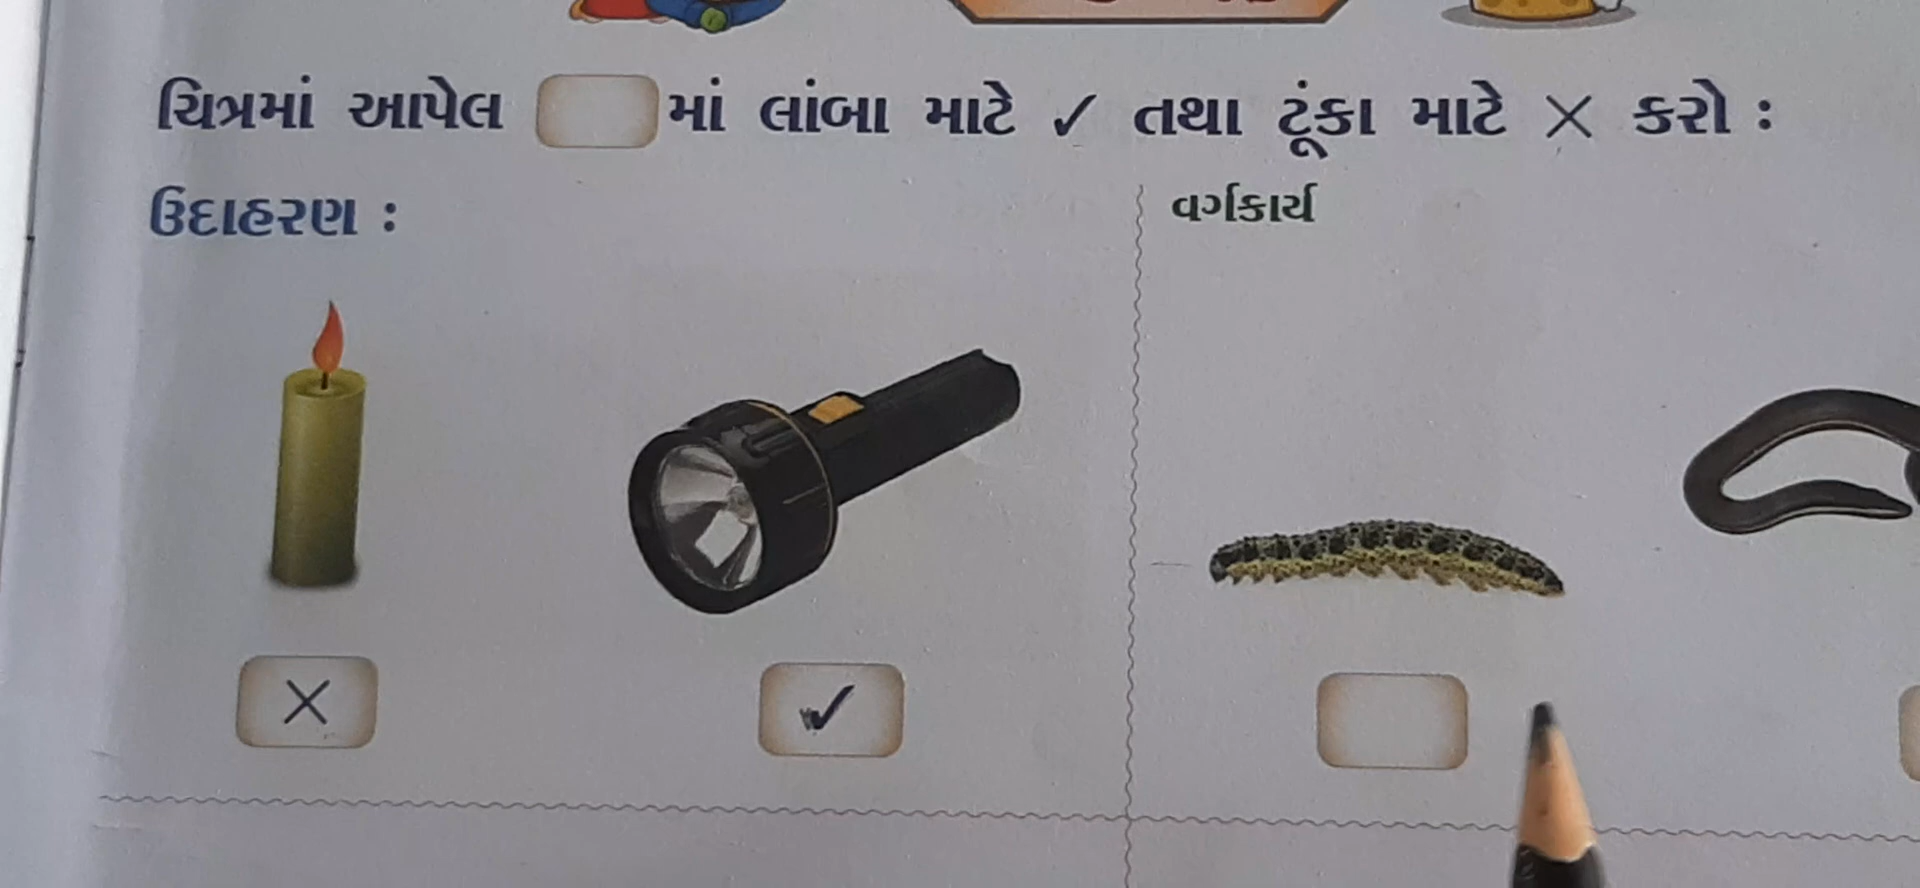 ચિત્રમાં આપેલ માં લાંબા માટે ✓ તથા ટૂંકા માટે × કરો :
ઉદાહરણ :
વર્ગકાર્ય
× ✓